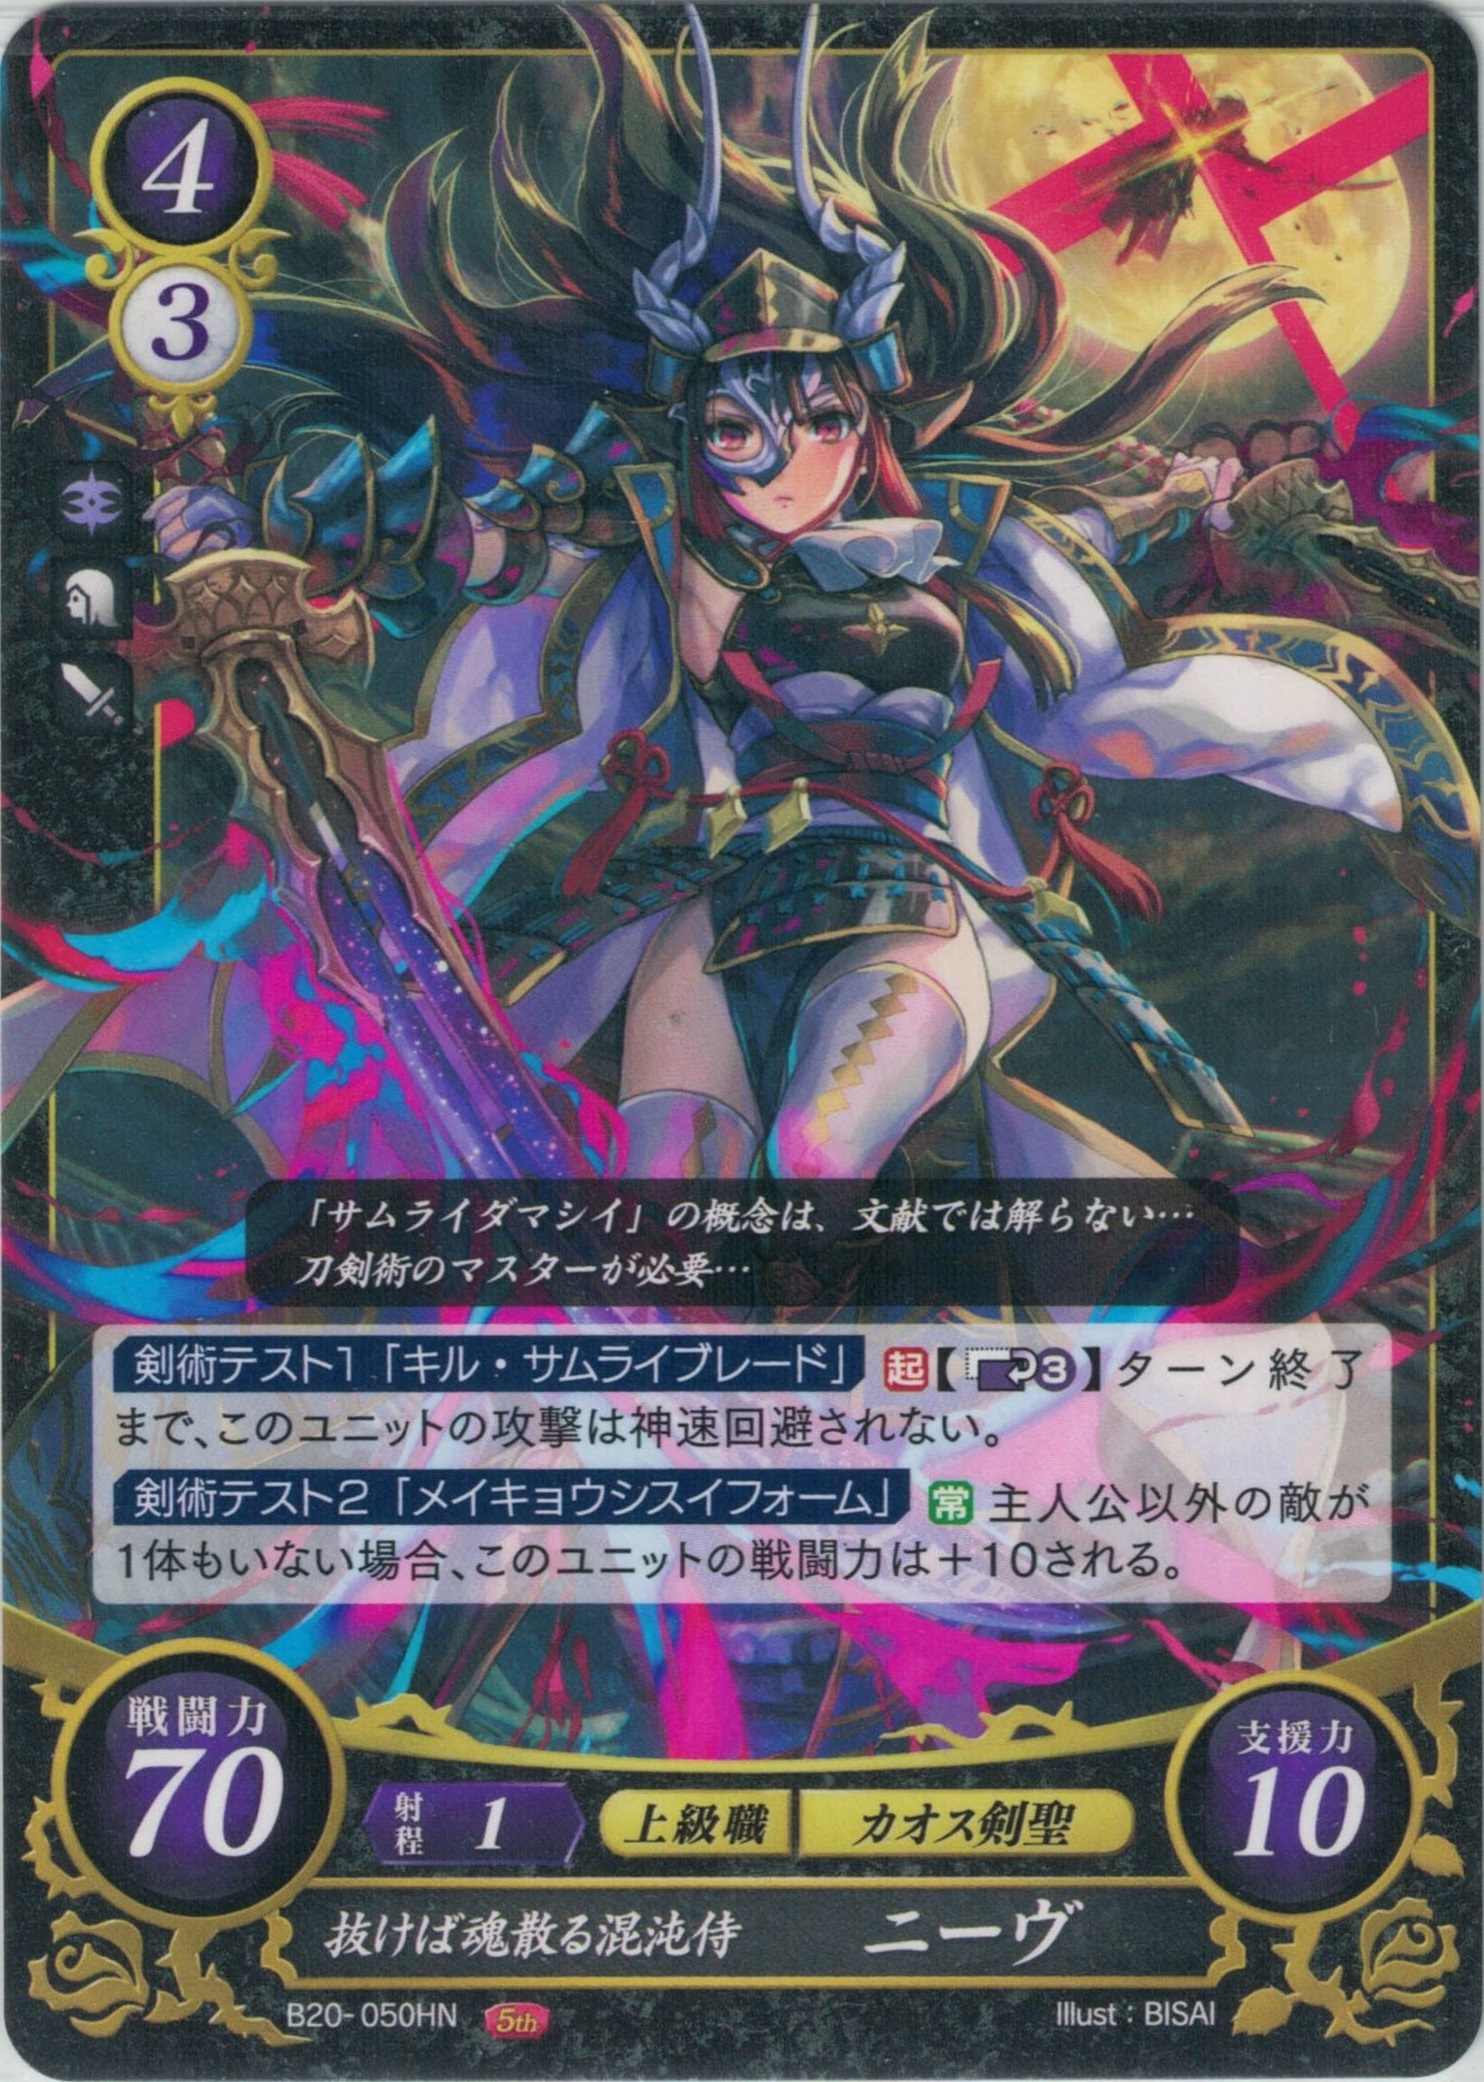 4
3
「サムライダマシイ」の概念は、文献では解らない…
刀剣術のマスターが必要…
剣術テスト1「キル・サムライブレード」 起【3】ターン終了
まで、このユニットの攻撃は神速回避されない。
剣術テスト2「メイキョウシスイフォーム」 常 主人公以外の敵が
1体もいない場合、このユニットの戦闘力は+10される。
戦闘力
70
射程 1
上級職
カオス剣聖
支援力
10
抜けば魂散る混沌侍 ニーヴ
B20-050HN 5th
Illust : BISAI